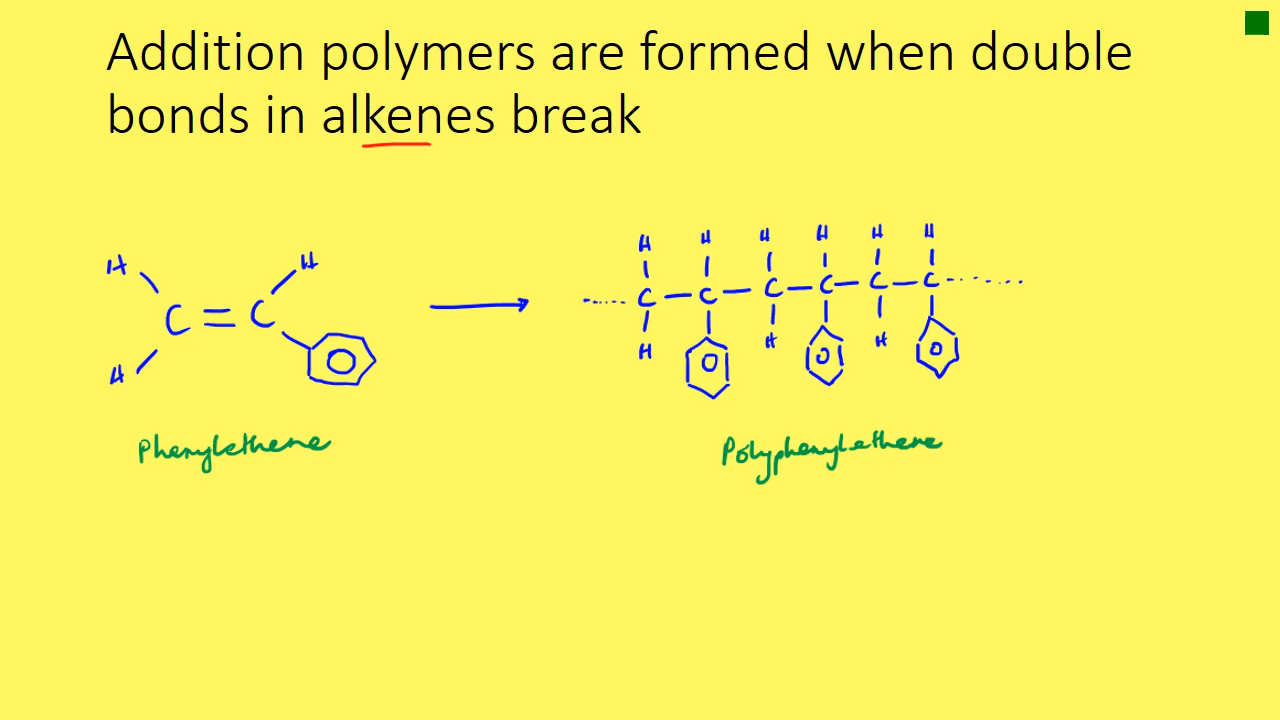 Addition polymers are formed when double
bonds in alkenes break
H H H H H H H H
C = C C - C - C - C - C - C
H H H H
Phenylethene Polyphenylethene